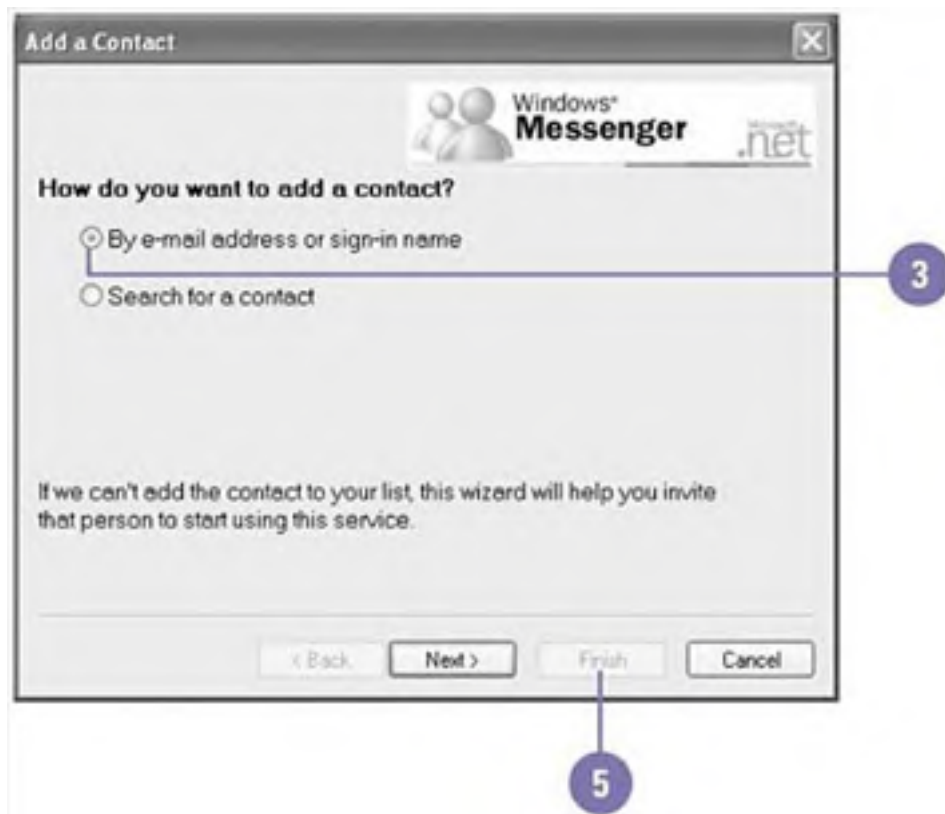 Add a Contact
Windows®
Messenger
Microsoft
.net
How do you want to add a contact?
By e-mail address or sign-in name
3
Search for a contact
If we can't add the contact to your list, this wizard will help you invite
that person to start using this service.
< Back
Next >
Finish
Cancel
5